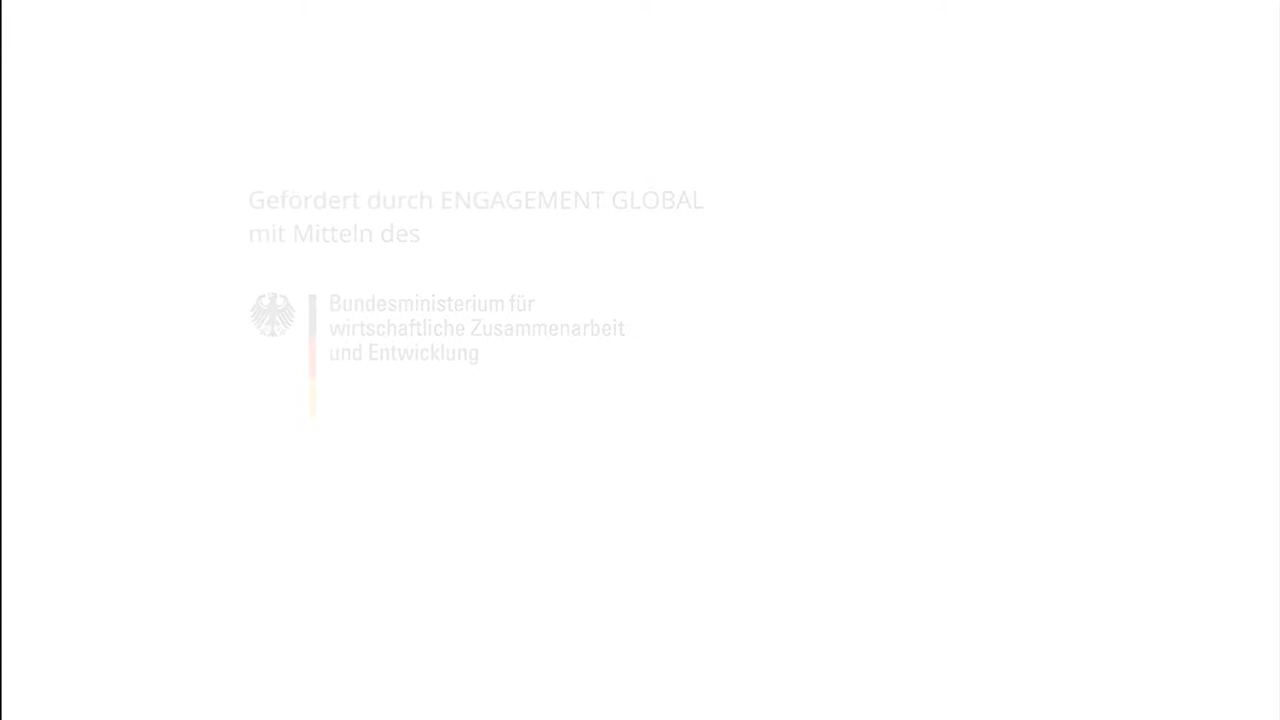 Gefördert durch ENGAGEMENT GLOBAL
mit Mitteln des
Bundesministerium für
wirtschaftliche Zusammenarbeit
und Entwicklung